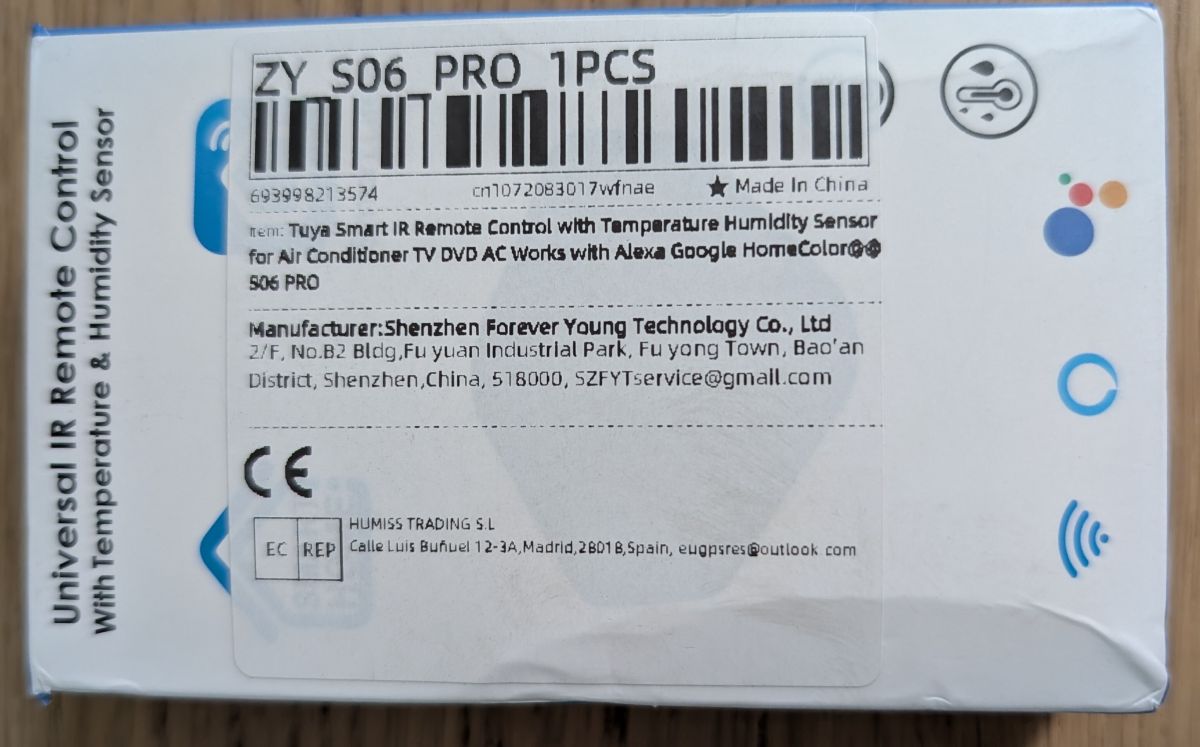 Universal IR Remote Control
With Temperature & Humidity Sensor
ZY S06 PRO 1PCS
693998213574 cn1072083017wfnae ★ Made In China
Item: Tuya Smart IR Remote Control with Temperature Humidity Sensor
for Air Conditioner TV DVD AC Works with Alexa Google HomeColor
S06 PRO
Manufacturer:Shenzhen Forever Young Technology Co., Ltd
2/F, No.B2 Bldg,Fu yuan Industrial Park, Fu yong Town, Bao'an
District, Shenzhen,China, 518000, SZFYTservice@gmail.com
CE
EC REP
HUMISS TRADING S.L
Calle Luis Buñuel 12-3A,Madrid,28018,Spain, eugpsres@outlook.com